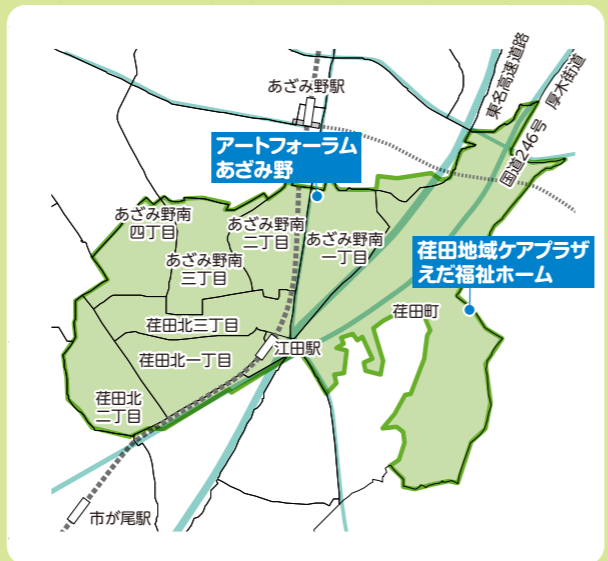 あざみ野駅
東名高速道路
厚木街道
国道246号
アートフォーラム
あざみ野
あざみ野南
四丁目
あざみ野
二丁目
あざみ野南
一丁目
あざみ野南
三丁目
荏田地域ケアプラザ
えだ福祉ホーム
荏田町
荏田北三丁目
江田駅
荏田北一丁目
荏田北
二丁目
市が尾駅